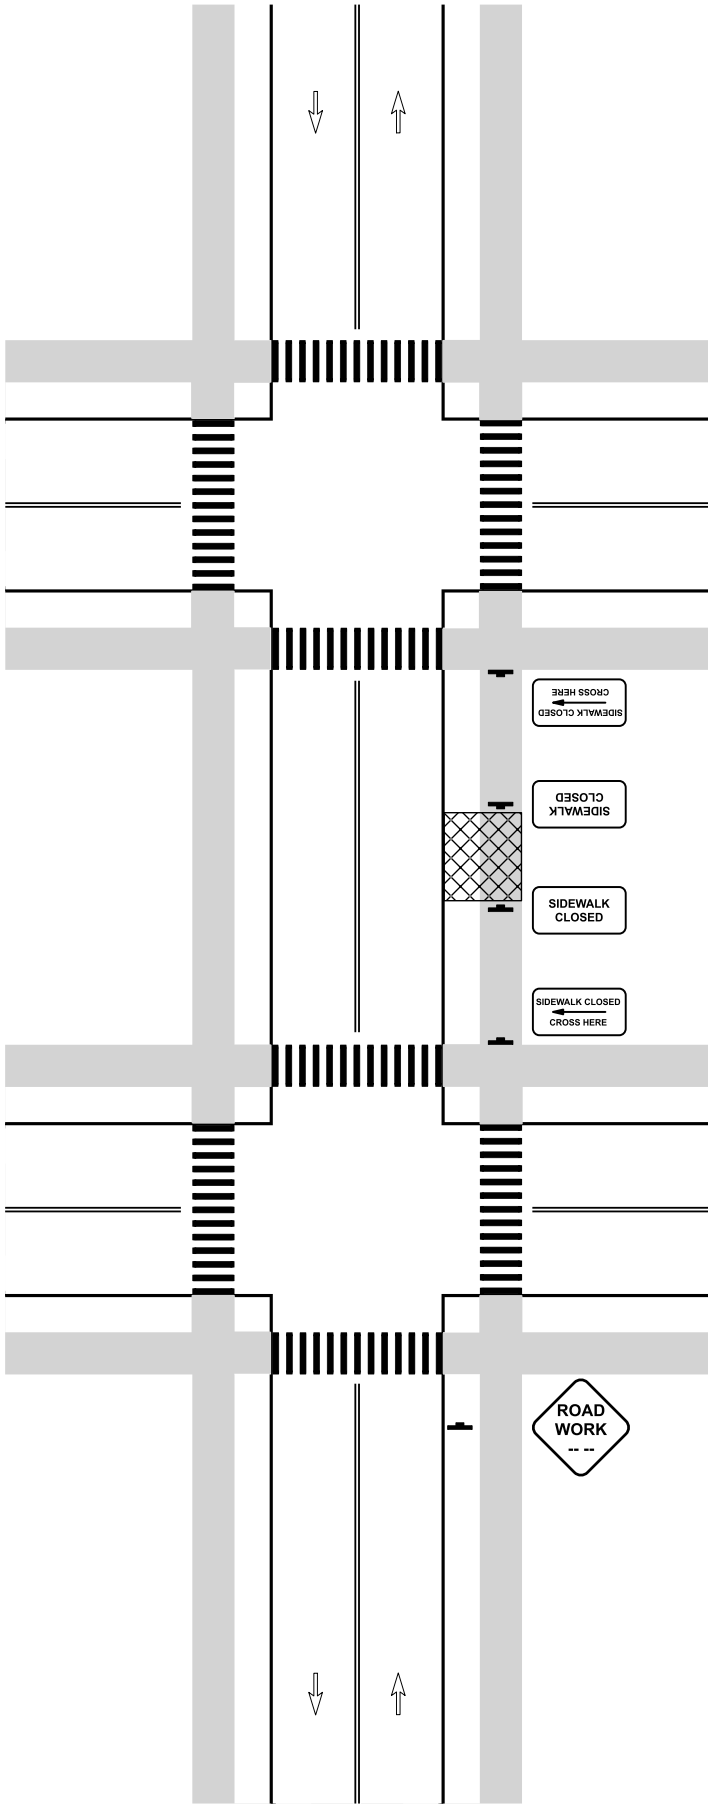 SIDEWALK CLOSED
CROSS HERE
SIDEWALK
CLOSED
SIDEWALK
CLOSED
SIDEWALK CLOSED
CROSS HERE
ROAD
WORK
-- --